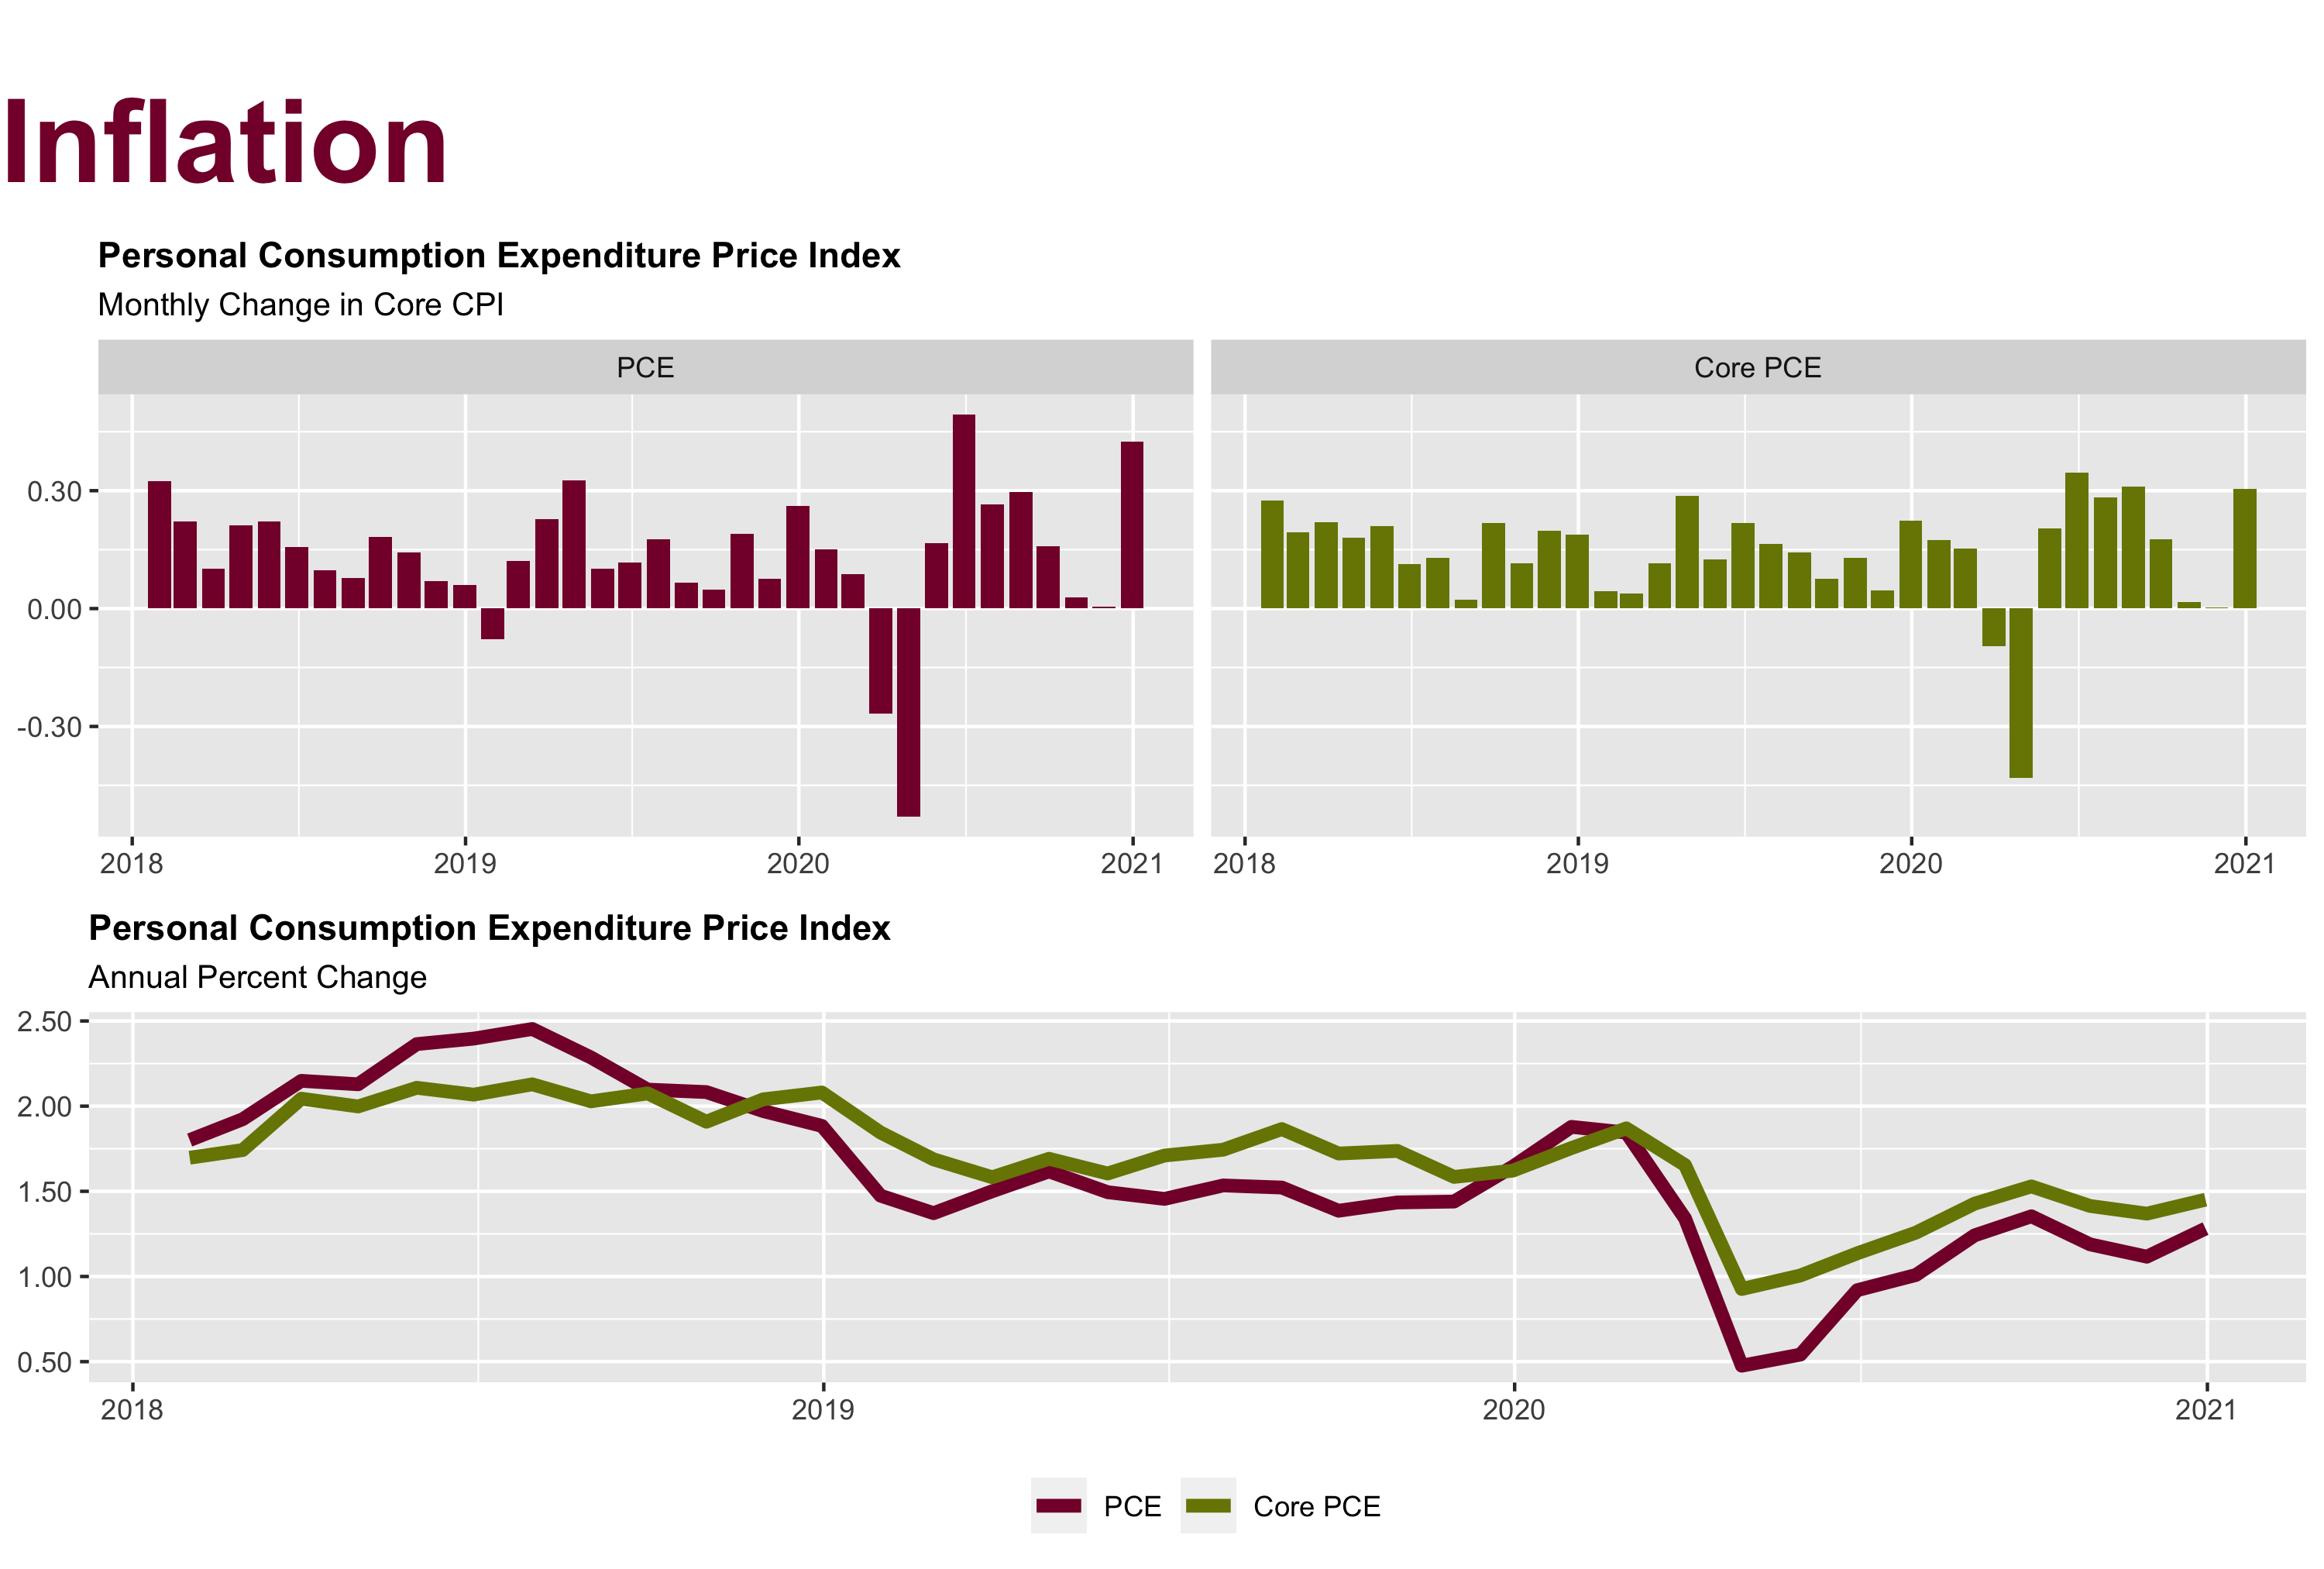 Inflation
Personal Consumption Expenditure Price Index
Monthly Change in Core CPI
PCE
Core PCE
0.30
0.00
-0.30
2018 2019 2020 2021 2018 2019 2020 2021
Personal Consumption Expenditure Price Index
Annual Percent Change
2.50
2.00
1.50
1.00
0.50
2018 2019 2020 2021
PCE Core PCE